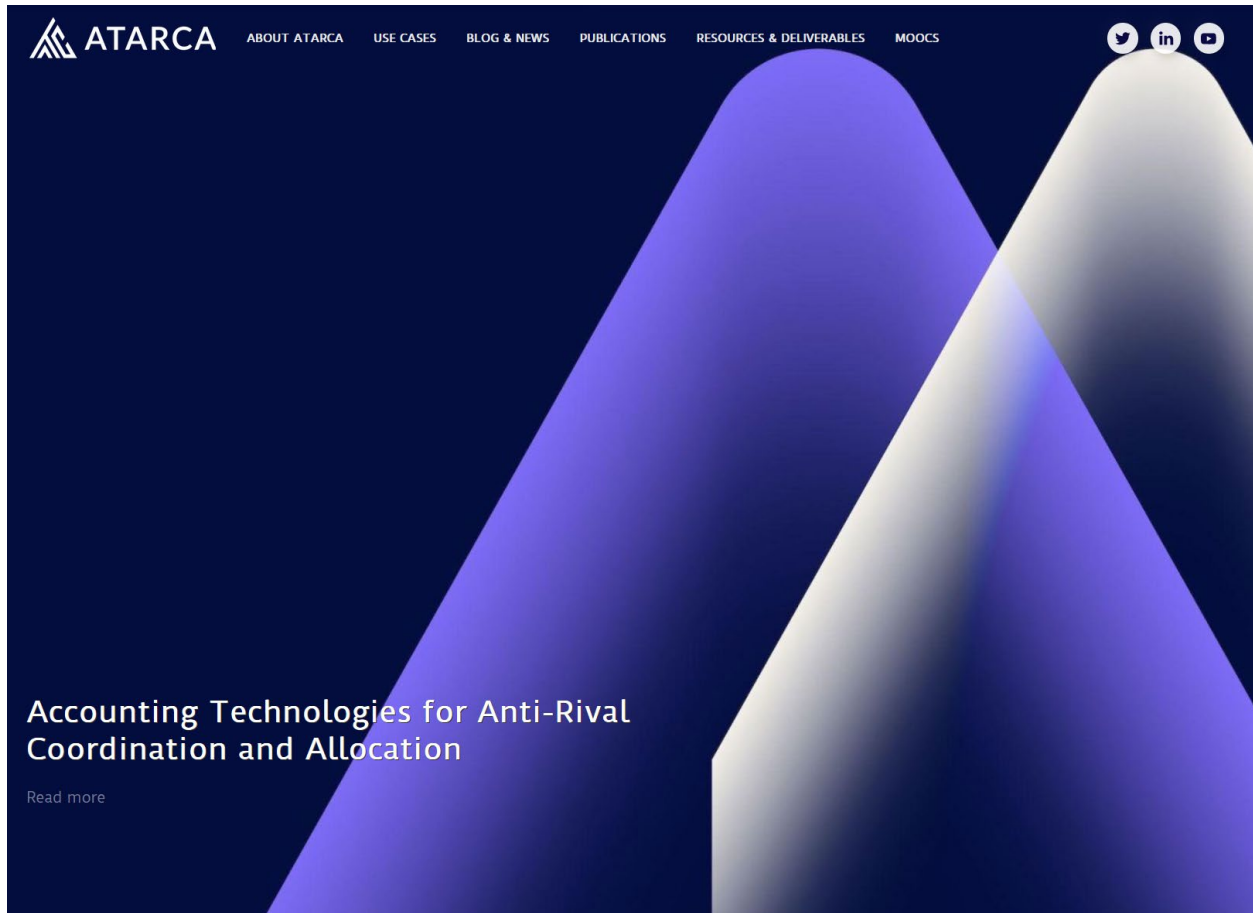 ATARCA
ABOUT ATARCA
USE CASES
BLOG & NEWS
PUBLICATIONS
RESOURCES & DELIVERABLES
MOOCS
in
Accounting Technologies for Anti-Rival
Coordination and Allocation
Read more